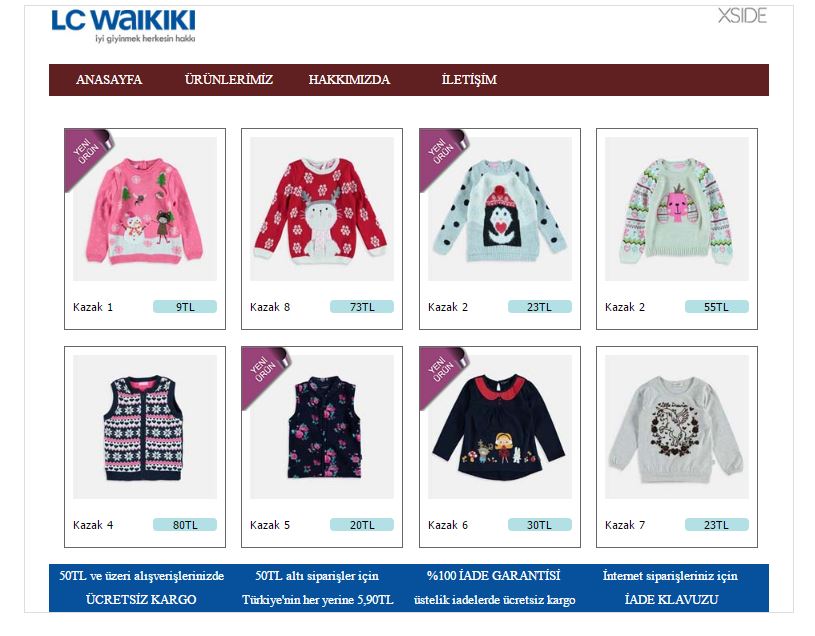 LC WAIKIKI
iyi giyinmek herkesin hakkı
XSIDE
ANASAYFA ÜRÜNLERİMİZ HAKKIMIZDA İLETİŞİM
YENİ ÜRÜN
YENİ ÜRÜN
Kazak 1 9TL
Kazak 8 73TL
Kazak 2 23TL
Kazak 2 55TL
YENİ ÜRÜN
YENİ ÜRÜN
Kazak 4 80TL
Kazak 5 20TL
Kazak 6 30TL
Kazak 7 23TL
50TL ve üzeri alışverişlerinizde
ÜCRETSİZ KARGO
50TL altı siparişler için
Türkiye'nin her yerine 5,90TL
%100 İADE GARANTİSİ
üstelik iadelerde ücretsiz kargo
İnternet siparişleriniz için
İADE KLAVUZU